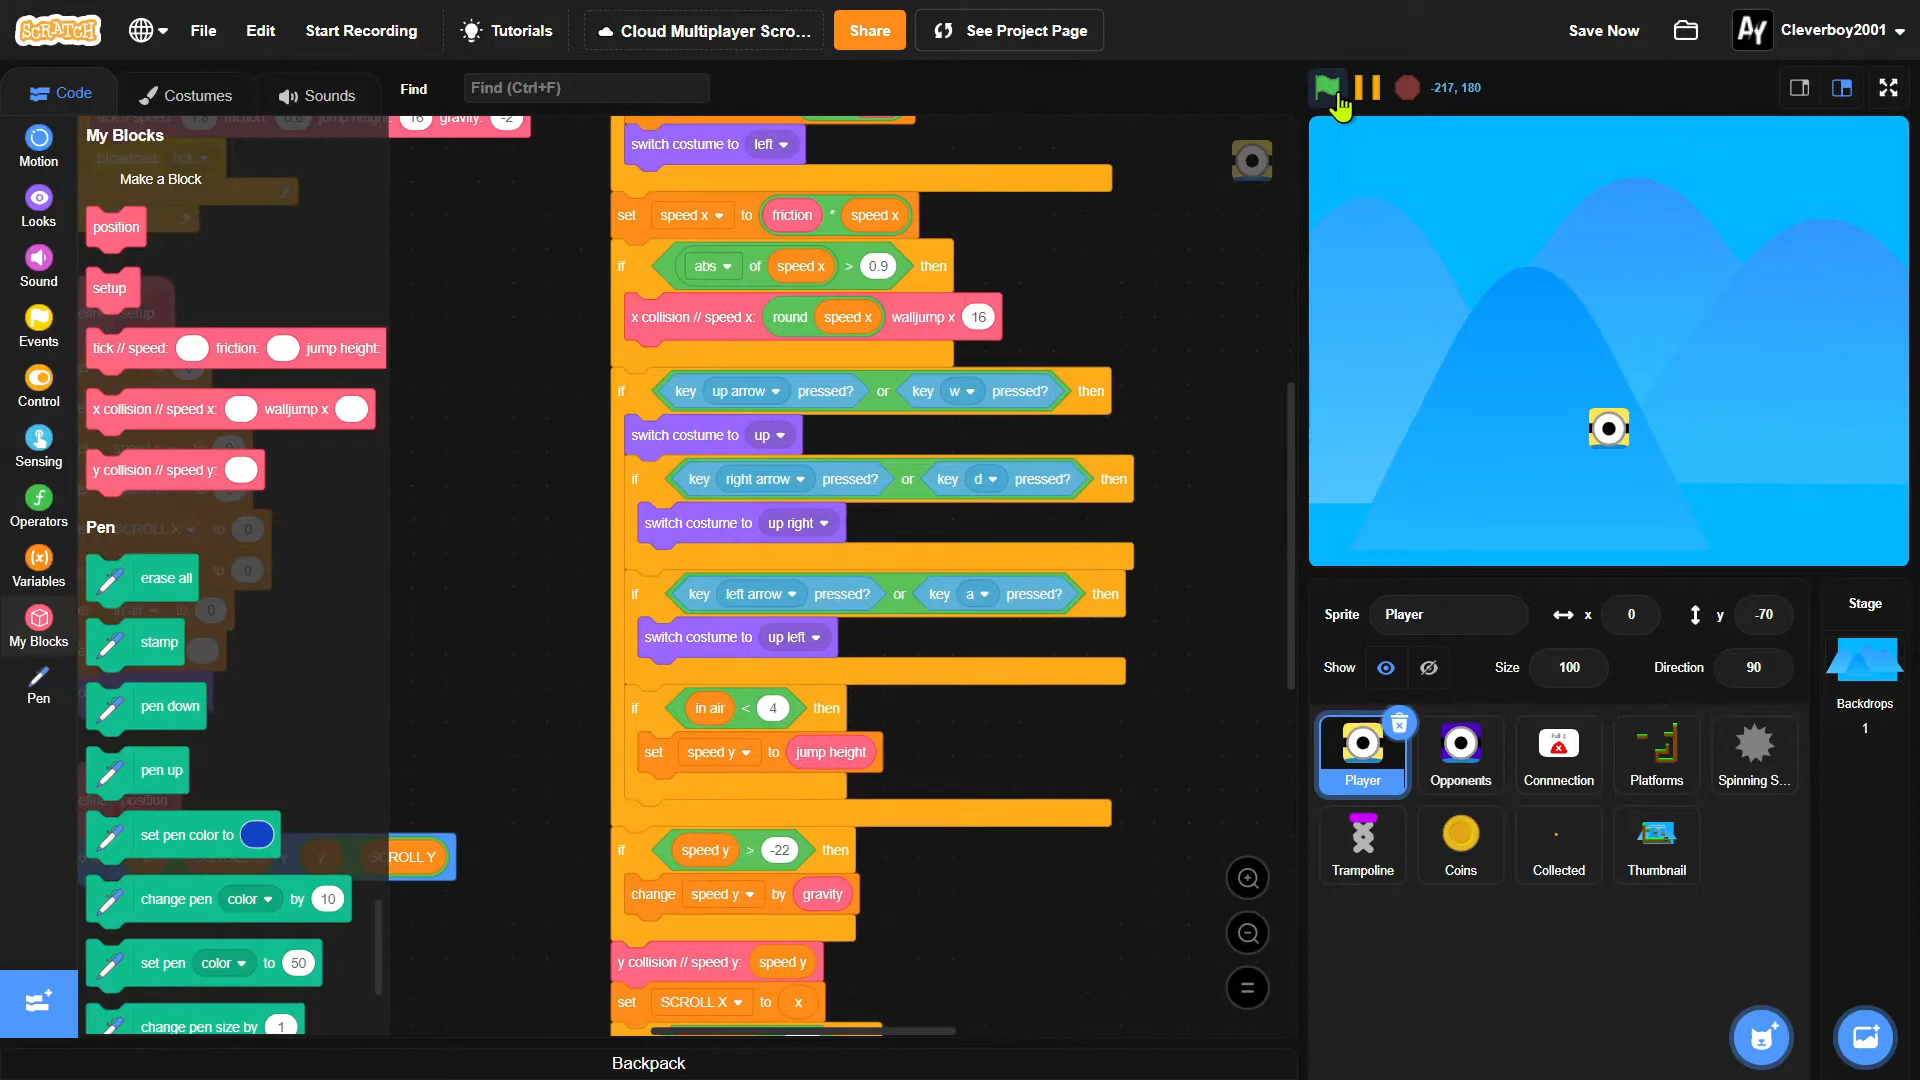 SCRATCH
File
Edit
Start Recording
Tutorials
Cloud Multiplayer Scro...
Share
See Project Page
Save Now
Ay
Cleverboy2001
Code
Costumes
Sounds
Find
Find (Ctrl+F)
-217, 180
Motion
Looks
Sound
Events
Control
Sensing
Operators
Variables
My Blocks
Pen
My Blocks
Make a Block
position
setup
tick // speed: friction: jump height:
x collision // speed x: walljump x
y collision // speed y:
Pen
erase all
stamp
pen down
pen up
set pen color to
change pen color by 10
set pen color to 50
change pen size by 1
switch costume to left
set speed x to friction * speed x
if abs of speed x > 0.9 then
x collision // speed x: round speed x walljump x 16
if key up arrow pressed? or key w pressed? then
switch costume to up
if key right arrow pressed? or key d pressed? then
switch costume to up right
if key left arrow pressed? or key a pressed? then
switch costume to up left
if in air < 4 then
set speed y to jump height
if speed y > -22 then
change speed y by gravity
y collision // speed y: speed y
set SCROLL X to x
Backpack
Sprite Player x 0 y -70
Show Size 100 Direction 90
Player
Opponents
Connnection
Platforms
Spinning S...
Trampoline
Coins
Collected
Thumbnail
Stage
Backdrops
1